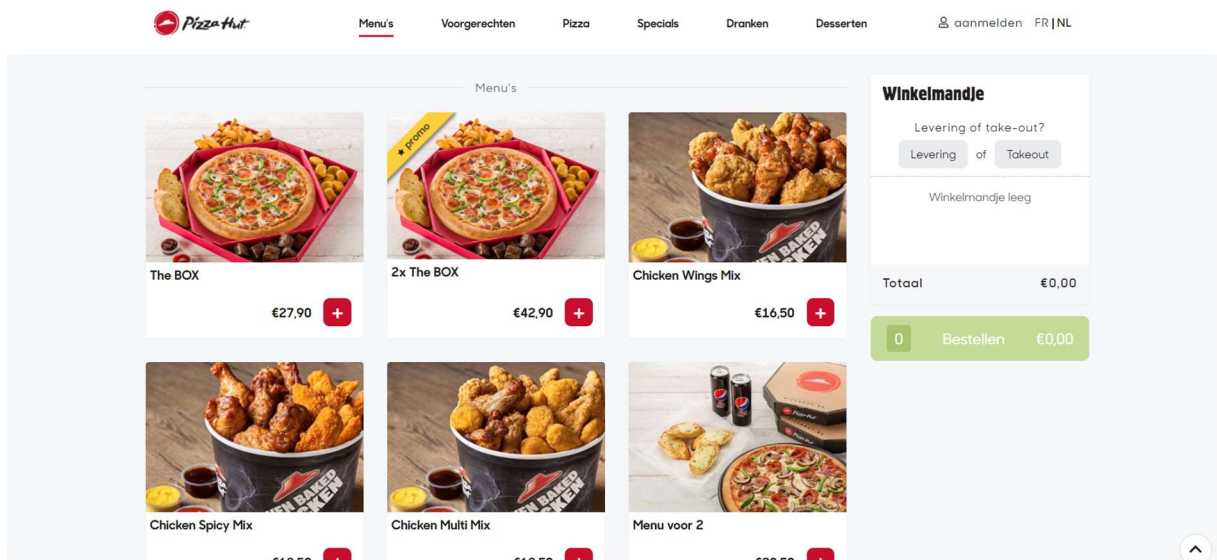 Pizza Hut
Menu's
Voorgerechten
Pizza
Specials
Dranken
Desserten
aanmelden
FR | NL
Menu's
promo
The BOX
€27,90
+
2x The BOX
€42,90
+
Chicken Wings Mix
€16,50
+
Chicken Spicy Mix
Chicken Multi Mix
Menu voor 2
Winkelmandje
Levering of take-out?
Levering of Takeout
Winkelmandje leeg
Totaal €0,00
0 Bestellen €0,00